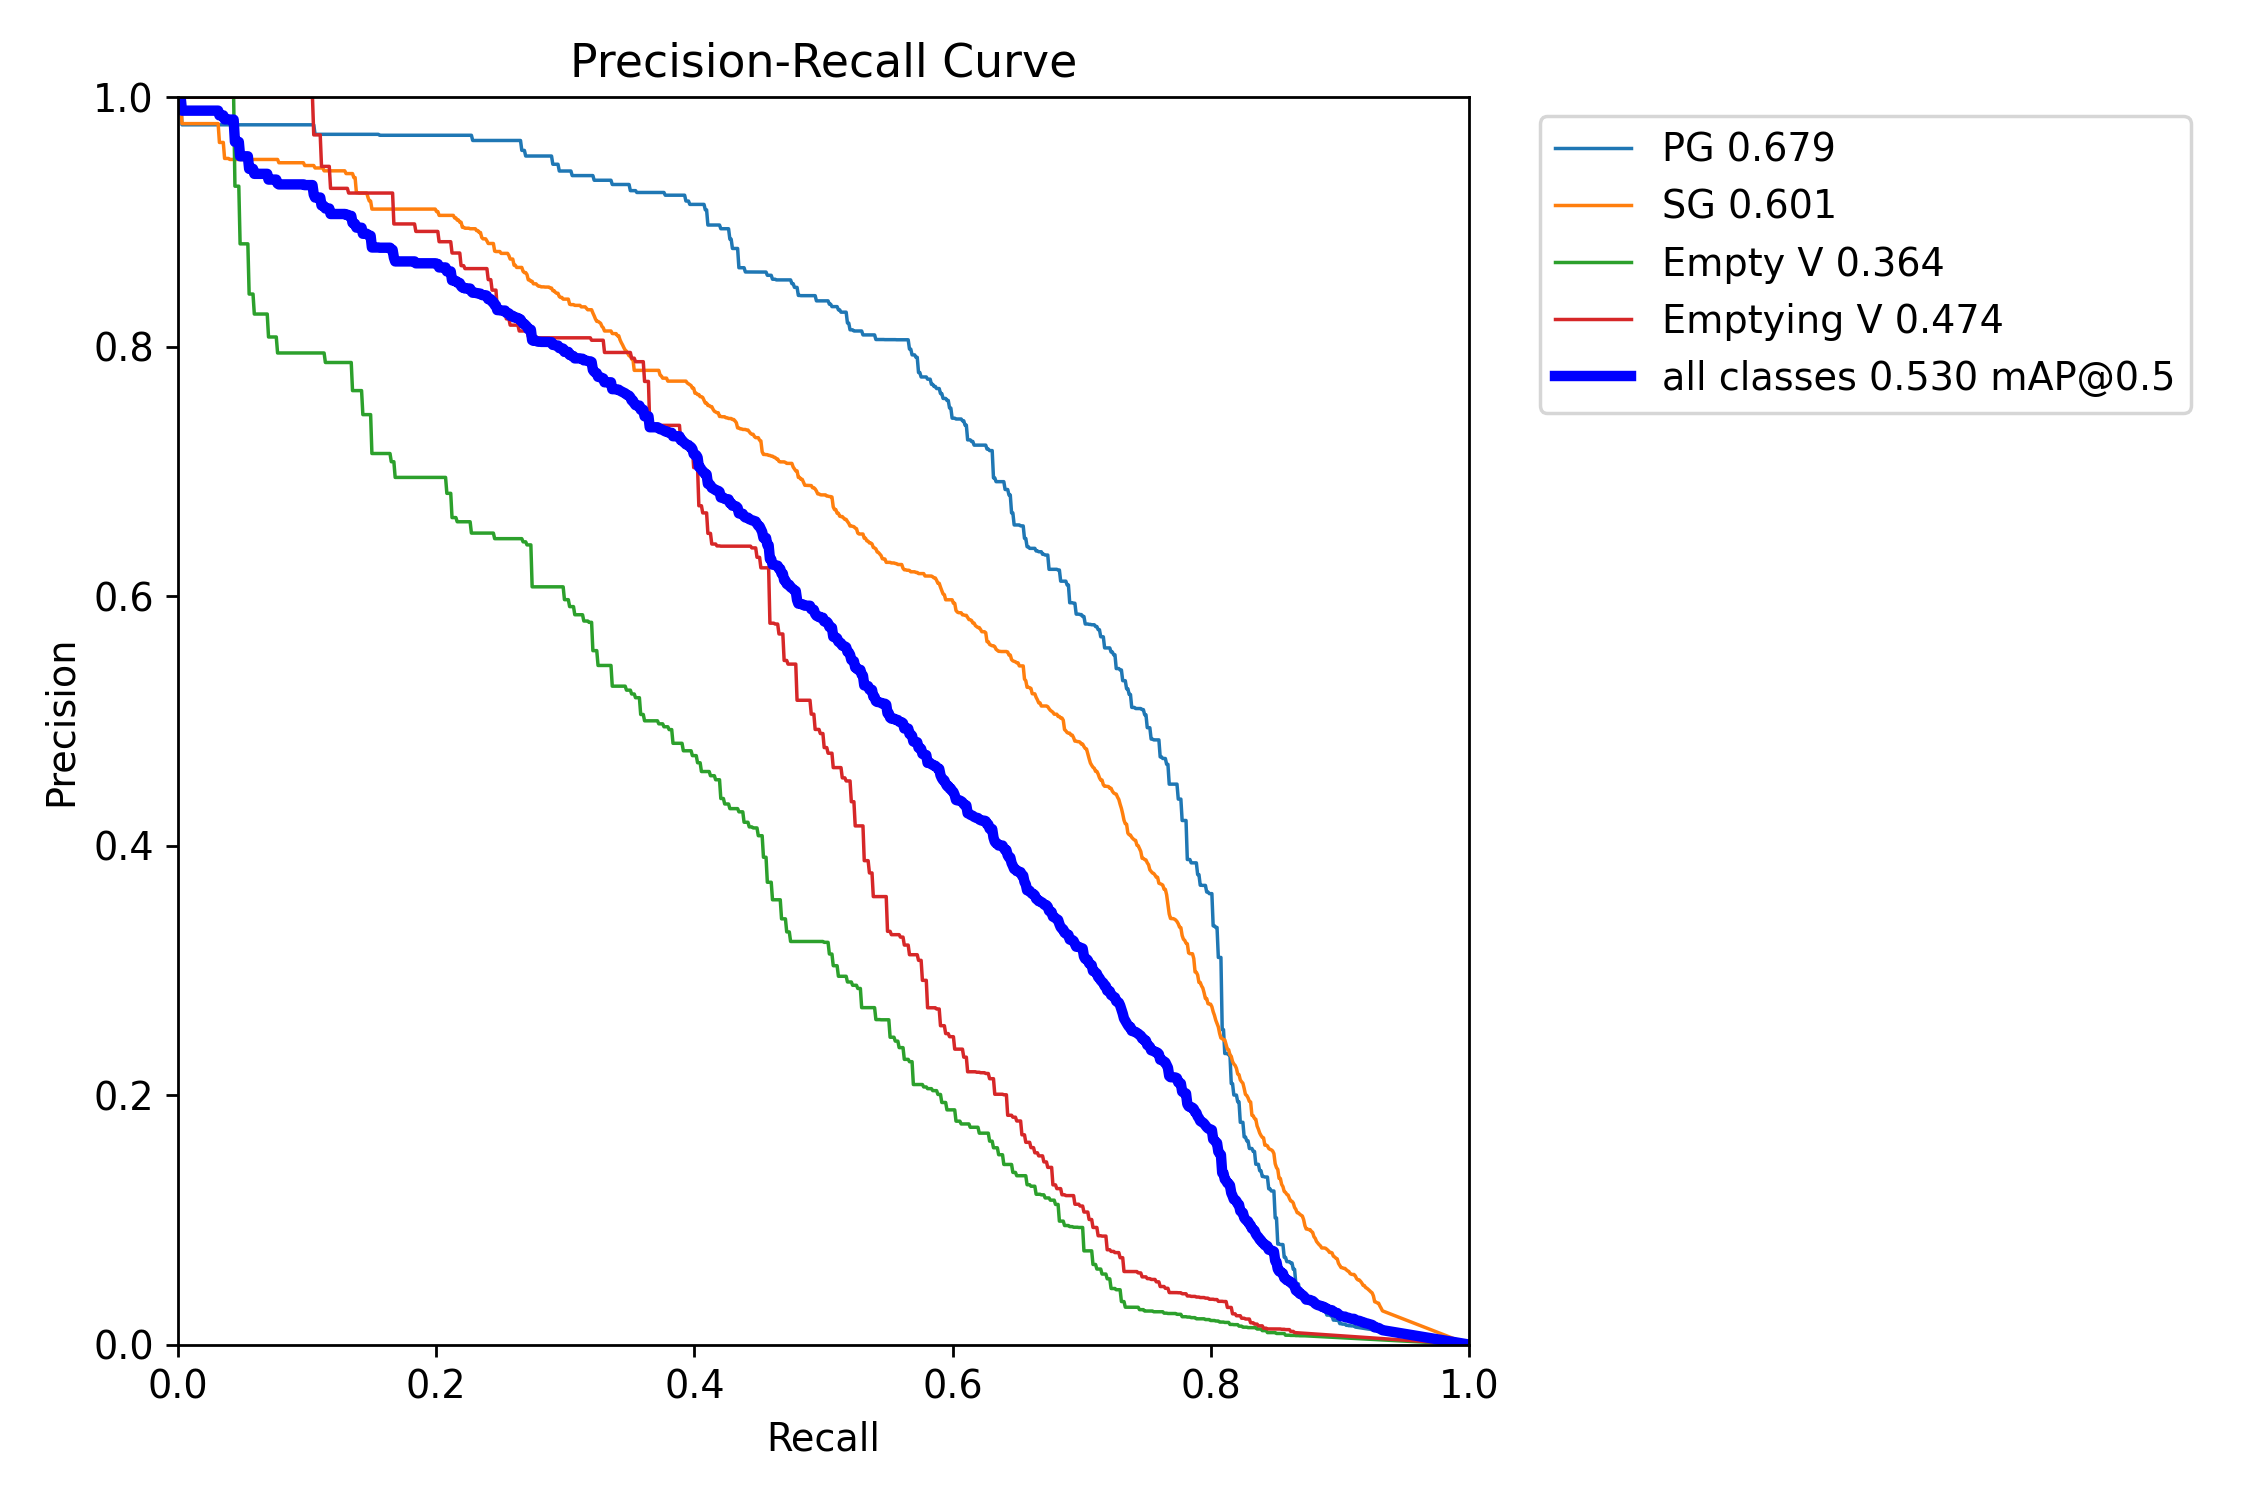 Precision-Recall Curve
1.0
0.8
0.6
0.4
0.2
0.0
Precision
0.0 0.2 0.4 0.6 0.8 1.0
Recall
PG 0.679
SG 0.601
Empty V 0.364
Emptying V 0.474
all classes 0.530 mAP@0.5